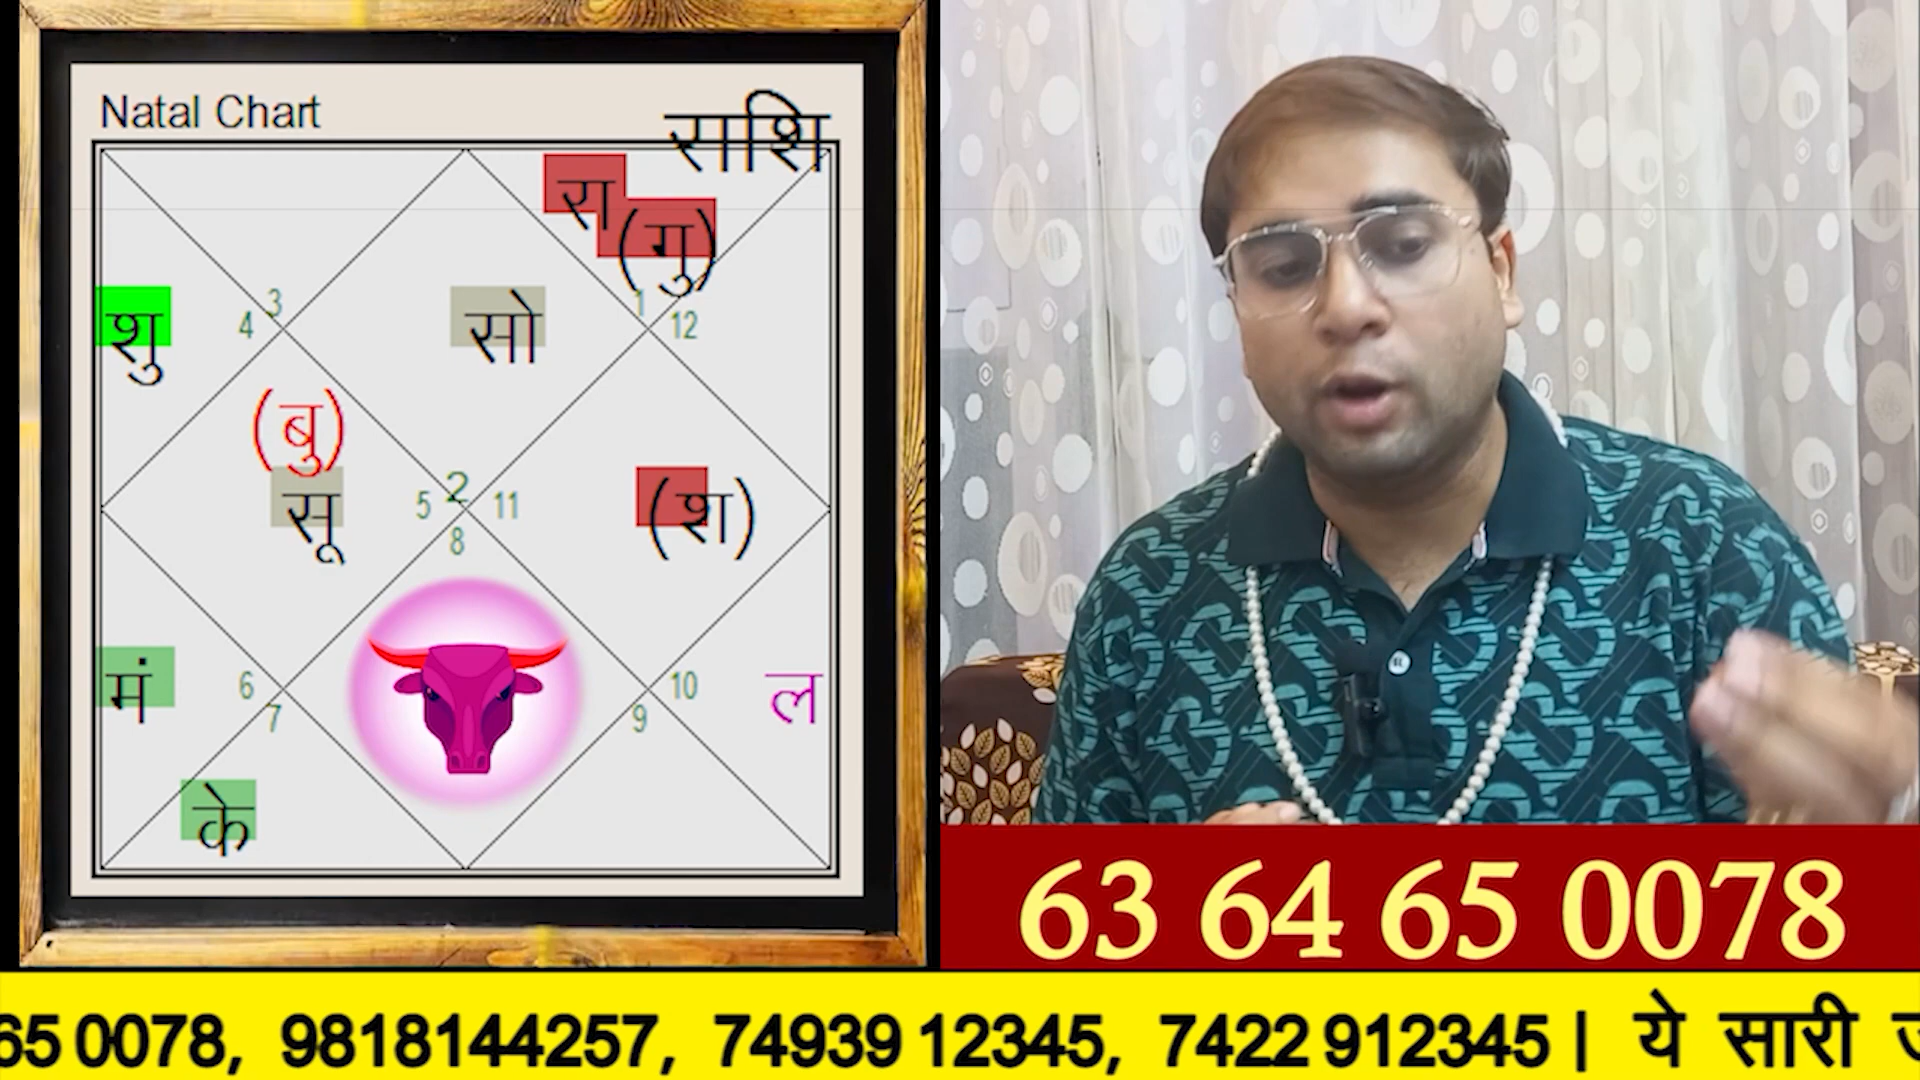 Natal Chart
राशि
रा
(गु)
3
1
4
12
शु
सो
(बु)
2
5
11
सू
(श)
8
6
10
मं
ल
7
9
के
63 64 65 0078
65 0078, 9818144257, 74939 12345, 7422 912345 | ये सारी